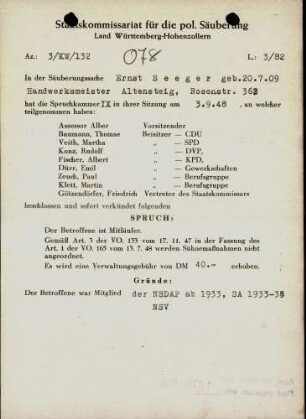 Staatskommissariat für die pol. Säuberung
Land Württemberg-Hohenzollern
Az.: 3/KW/132 078 L.: 3/82
In der Säuberungssache Ernst Seeger geb.20.7.09
Handwerksmeister Altensteig, Rosenstr. 362
hat die Spruchkammer IX in ihrer Sitzung am 3.9.48 , an welcher
teilgenommen haben:
Assessor Alber Vorsitzender
Baumann, Thomas Beisitzer — CDU
Veith, Martha „ — SPD
Konz, Rudolf „ — DVP,
Fischer, Albert „ — KPD,
Dürr, Emil „ — Gewerkschaften
Zeuch, Paul „ — Berufsgruppe
Klett, Martin „ — Berufsgruppe
Götzendörfer, Friedrich Vertreter des Staatskommissars
beschlossen und sofort verkündet folgenden
SPRUCH:
Der Betroffene ist Mitläufer.
Gemäß Art. 3 der VO. 133 vom 17. 11. 47 in der Fassung des
Art. 1 der VO. 165 vom 13. 7. 48 werden Sühnemaßnahmen nicht
angeordnet.
Es wird eine Verwaltungsgebühr von DM 40.- erhoben.
Gründe:
Der Betroffene war Mitglied der NSDAP ab 1933, SA 1933-35
NSV